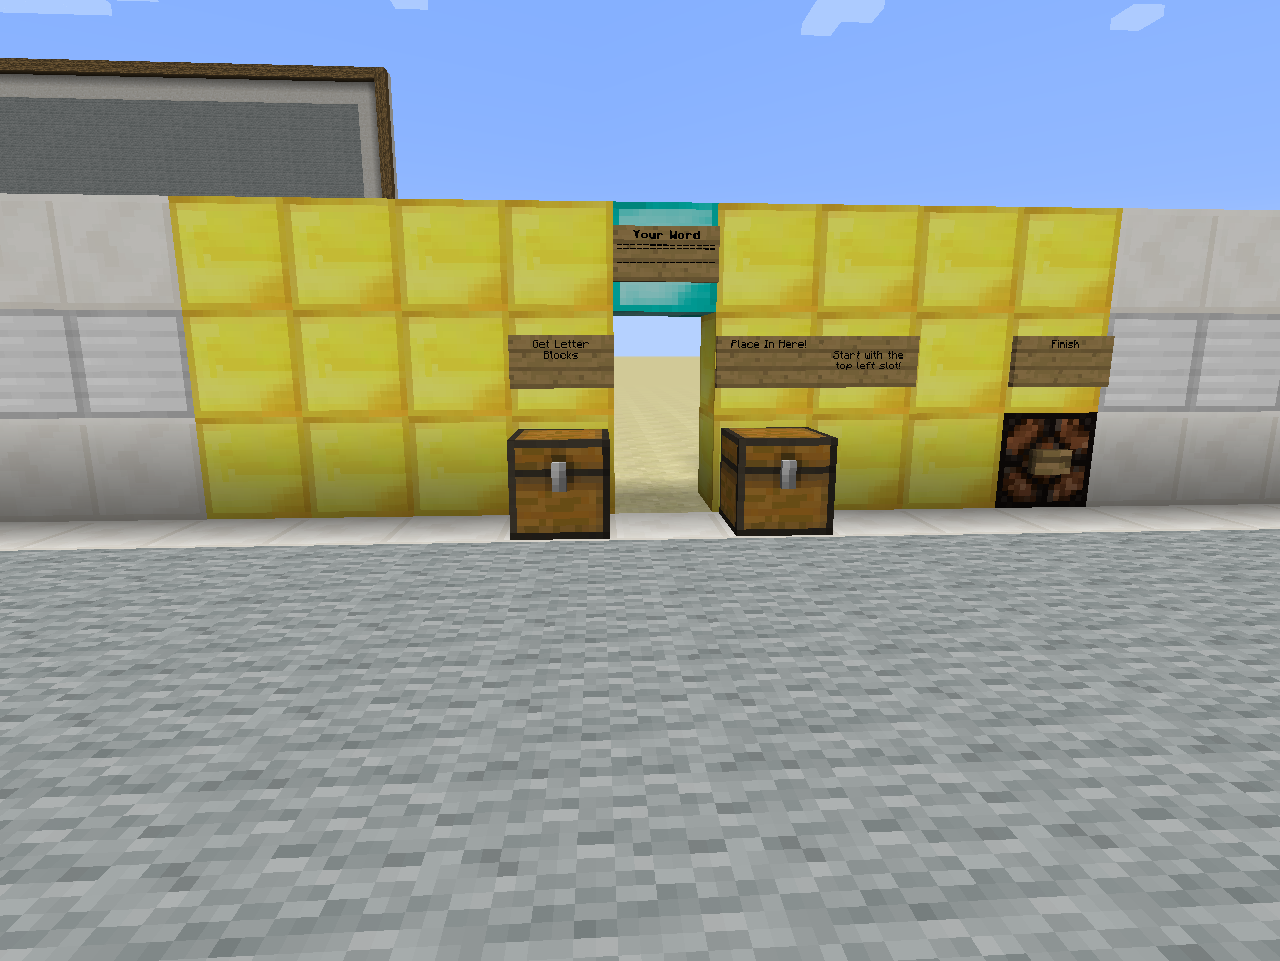 Your Word
Get Letter
Blocks
Place In Here!
Start with the
top left slot!
Finish